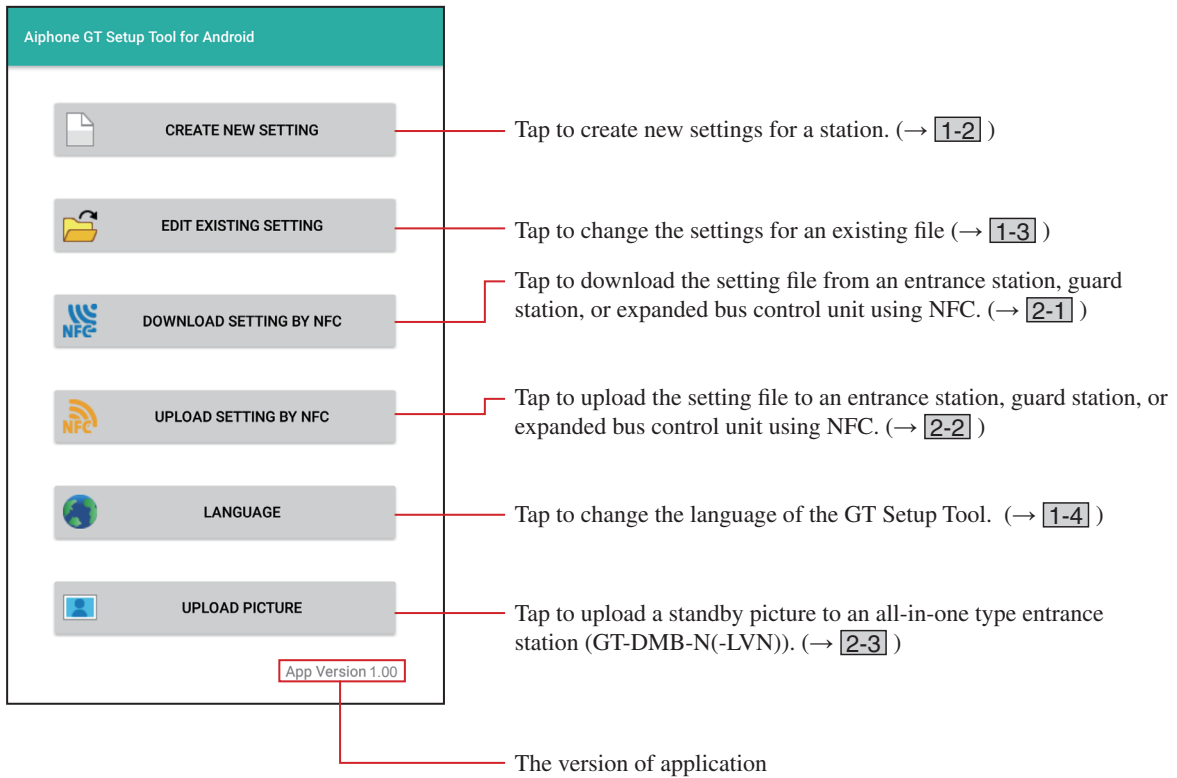 Aiphone GT Setup Tool for Android
CREATE NEW SETTING
Tap to create new settings for a station. (→ 1-2 )
EDIT EXISTING SETTING
Tap to change the settings for an existing file (→ 1-3 )
NFC
DOWNLOAD SETTING BY NFC
Tap to download the setting file from an entrance station, guard
station, or expanded bus control unit using NFC. (→ 2-1 )
NFC
UPLOAD SETTING BY NFC
Tap to upload the setting file to an entrance station, guard station, or
expanded bus control unit using NFC. (→ 2-2 )
LANGUAGE
Tap to change the language of the GT Setup Tool. (→ 1-4 )
UPLOAD PICTURE
Tap to upload a standby picture to an all-in-one type entrance
station (GT-DMB-N(-LVN)). (→ 2-3 )
App Version 1.00
The version of application